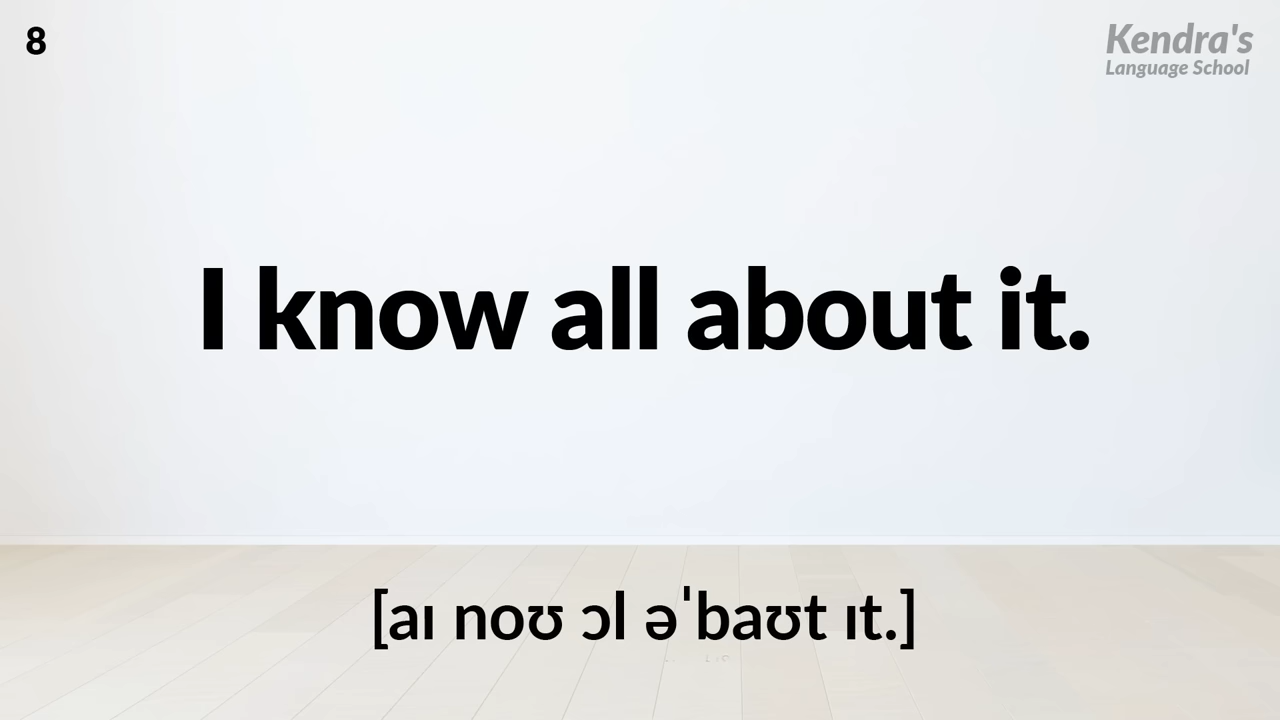 8
Kendra's
Language School
I know all about it.
[aɪ noʊ ɔl əˈbaʊt ɪt.]